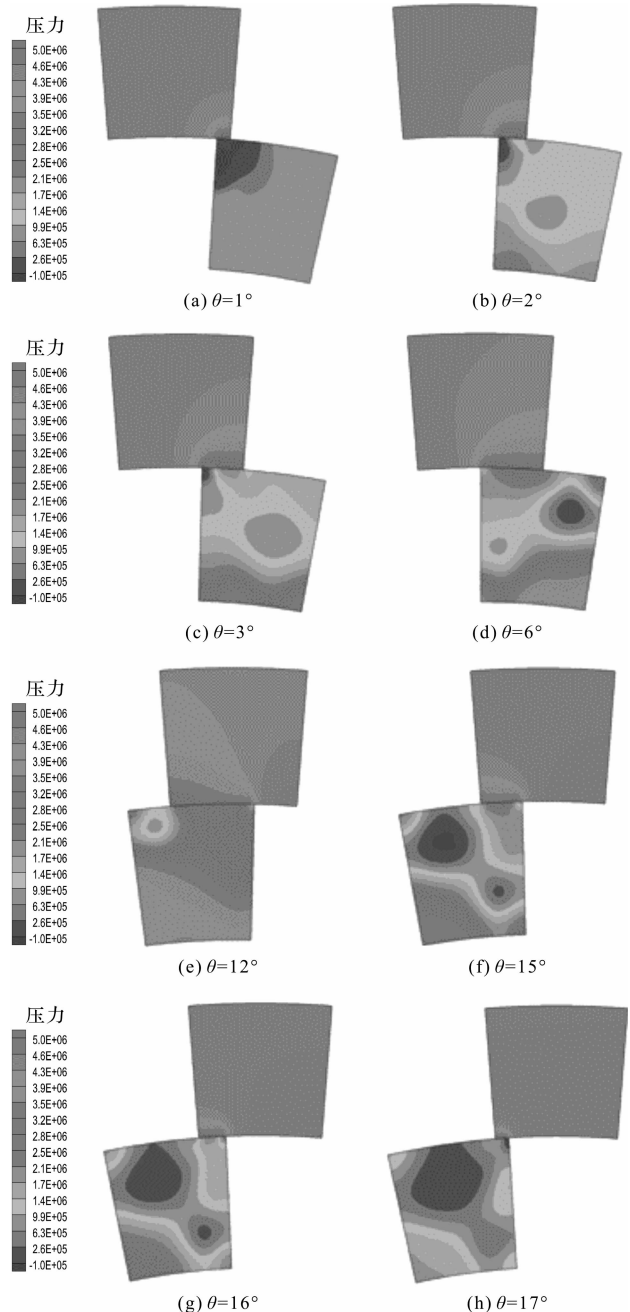 压力
5.0E+06
4.6E+06
4.3E+06
3.9E+06
3.5E+06
3.2E+06
2.8E+06
2.5E+06
2.1E+06
1.7E+06
1.4E+06
9.9E+05
6.3E+05
2.6E+05
-1.0E+05
(a) θ=1°
(b) θ=2°
压力
5.0E+06
4.6E+06
4.3E+06
3.9E+06
3.5E+06
3.2E+06
2.8E+06
2.5E+06
2.1E+06
1.7E+06
1.4E+06
9.9E+05
6.3E+05
2.6E+05
-1.0E+05
(c) θ=3°
(d) θ=6°
压力
5.0E+06
4.6E+06
4.3E+06
3.9E+06
3.5E+06
3.2E+06
2.8E+06
2.5E+06
2.1E+06
1.7E+06
1.4E+06
9.9E+05
6.3E+05
2.6E+05
-1.0E+05
(e) θ=12°
(f) θ=15°
压力
5.0E+06
4.6E+06
4.3E+06
3.9E+06
3.5E+06
3.2E+06
2.8E+06
2.5E+06
2.1E+06
1.7E+06
1.4E+06
9.9E+05
6.3E+05
2.6E+05
-1.0E+05
(g) θ=16°
(h) θ=17°